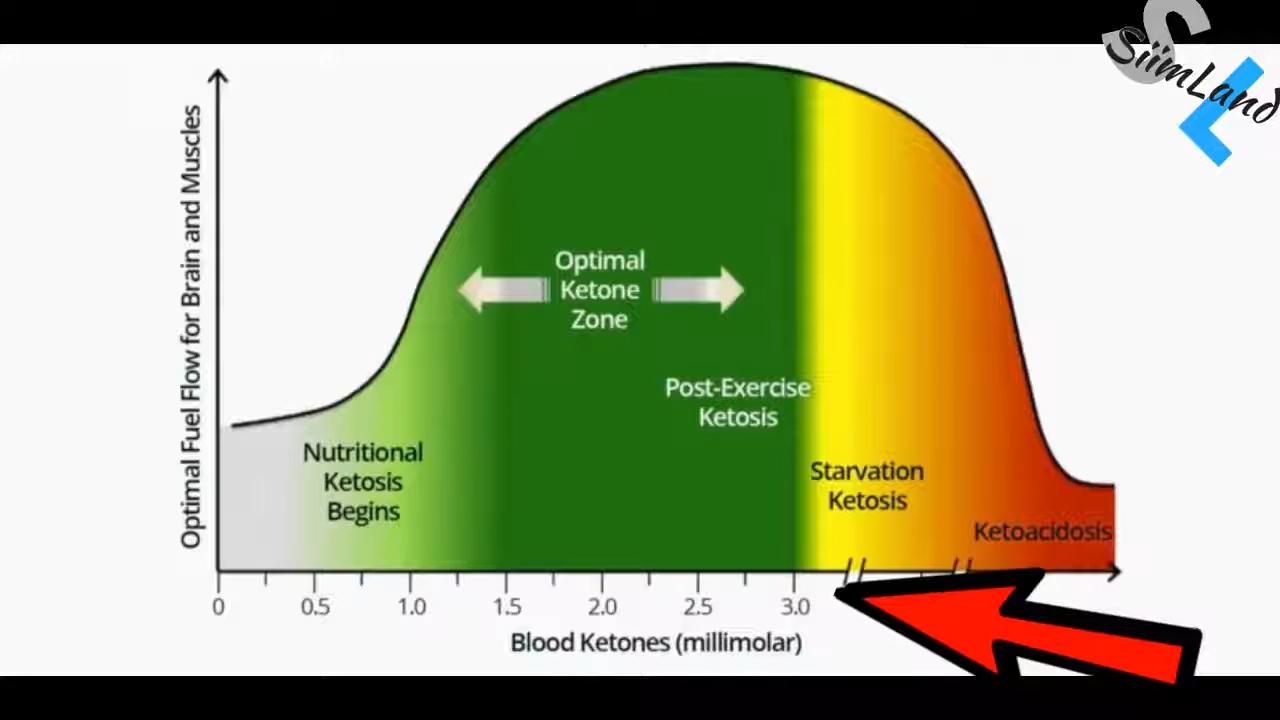 SL
SiimLand
Optimal Fuel Flow for Brain and Muscles
Optimal
Ketone
Zone
Post-Exercise
Ketosis
Nutritional
Ketosis
Begins
Starvation
Ketosis
Ketoacidosis
0 0.5 1.0 1.5 2.0 2.5 3.0
Blood Ketones (millimolar)